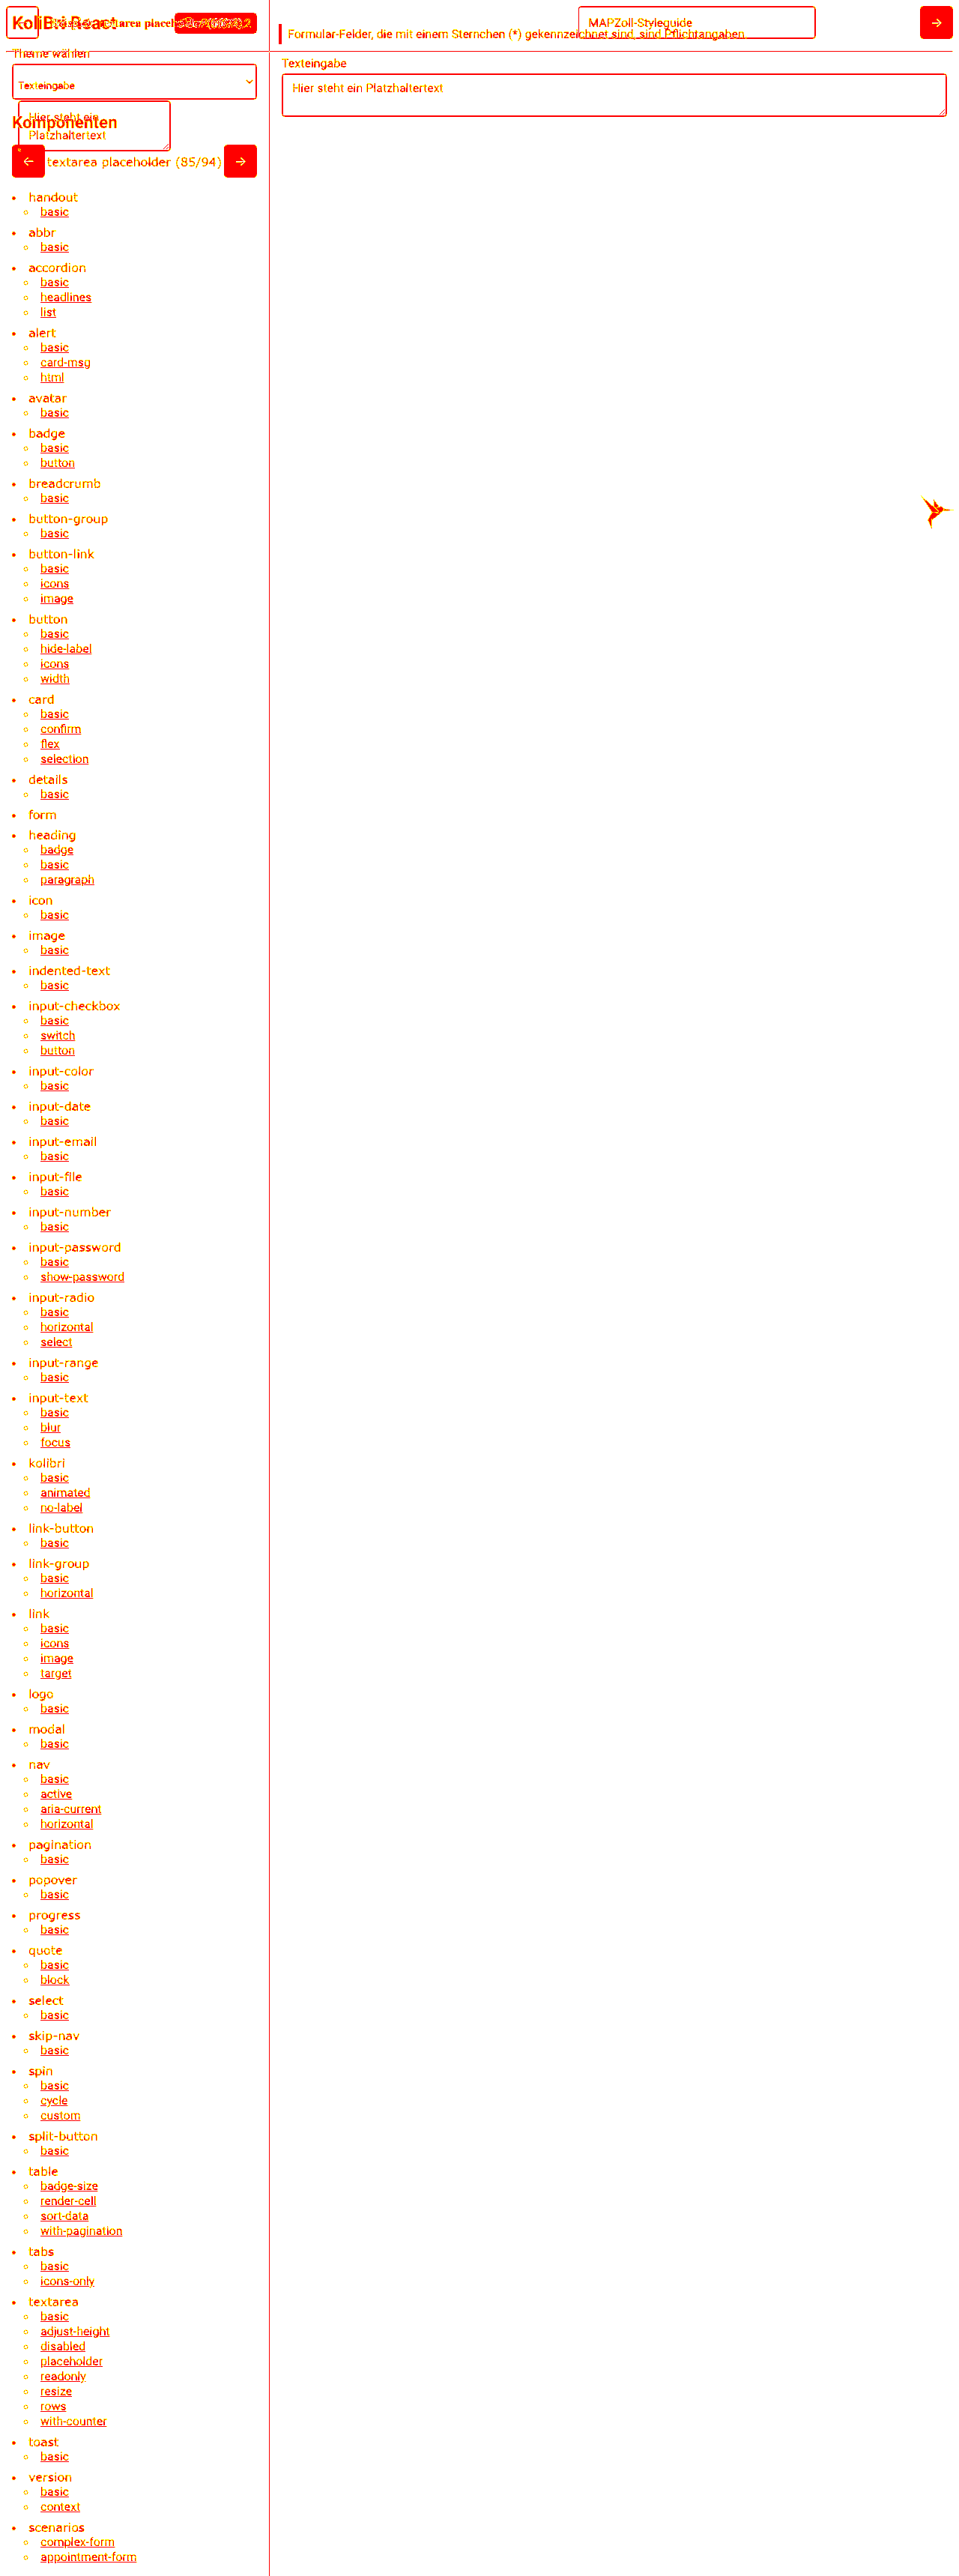 KoliBri React
MAPZoll-Styleguide
Formular-Felder, die mit einem Sternchen (*) gekennzeichnet sind, sind Pflichtangaben.
Theme wählen
Texteingabe
Texteingabe
Hier steht ein Platzhaltertext
Hier steht ein
Platzhaltertext
Komponenten
textarea placeholder (85/94)
handout
basic
abbr
basic
accordion
basic
headlines
list
alert
basic
card-msg
html
avatar
basic
badge
basic
button
breadcrumb
basic
button-group
basic
button-link
basic
icons
image
button
basic
hide-label
icons
width
card
basic
confirm
flex
selection
details
basic
form
heading
badge
basic
paragraph
icon
basic
image
basic
indented-text
basic
input-checkbox
basic
switch
button
input-color
basic
input-date
basic
input-email
basic
input-file
basic
input-number
basic
input-password
basic
show-password
input-radio
basic
horizontal
select
input-range
basic
input-text
basic
blur
focus
kolibri
basic
animated
no-label
link-button
basic
link-group
basic
horizontal
link
basic
icons
image
target
logo
basic
modal
basic
nav
basic
active
aria-current
horizontal
pagination
basic
popover
basic
progress
basic
quote
basic
block
select
basic
skip-nav
basic
spin
basic
cycle
custom
split-button
basic
table
badge-size
render-cell
sort-data
with-pagination
tabs
basic
icons-only
textarea
basic
adjust-height
disabled
placeholder
readonly
resize
rows
with-counter
toast
basic
version
basic
context
scenarios
complex-form
appointment-form